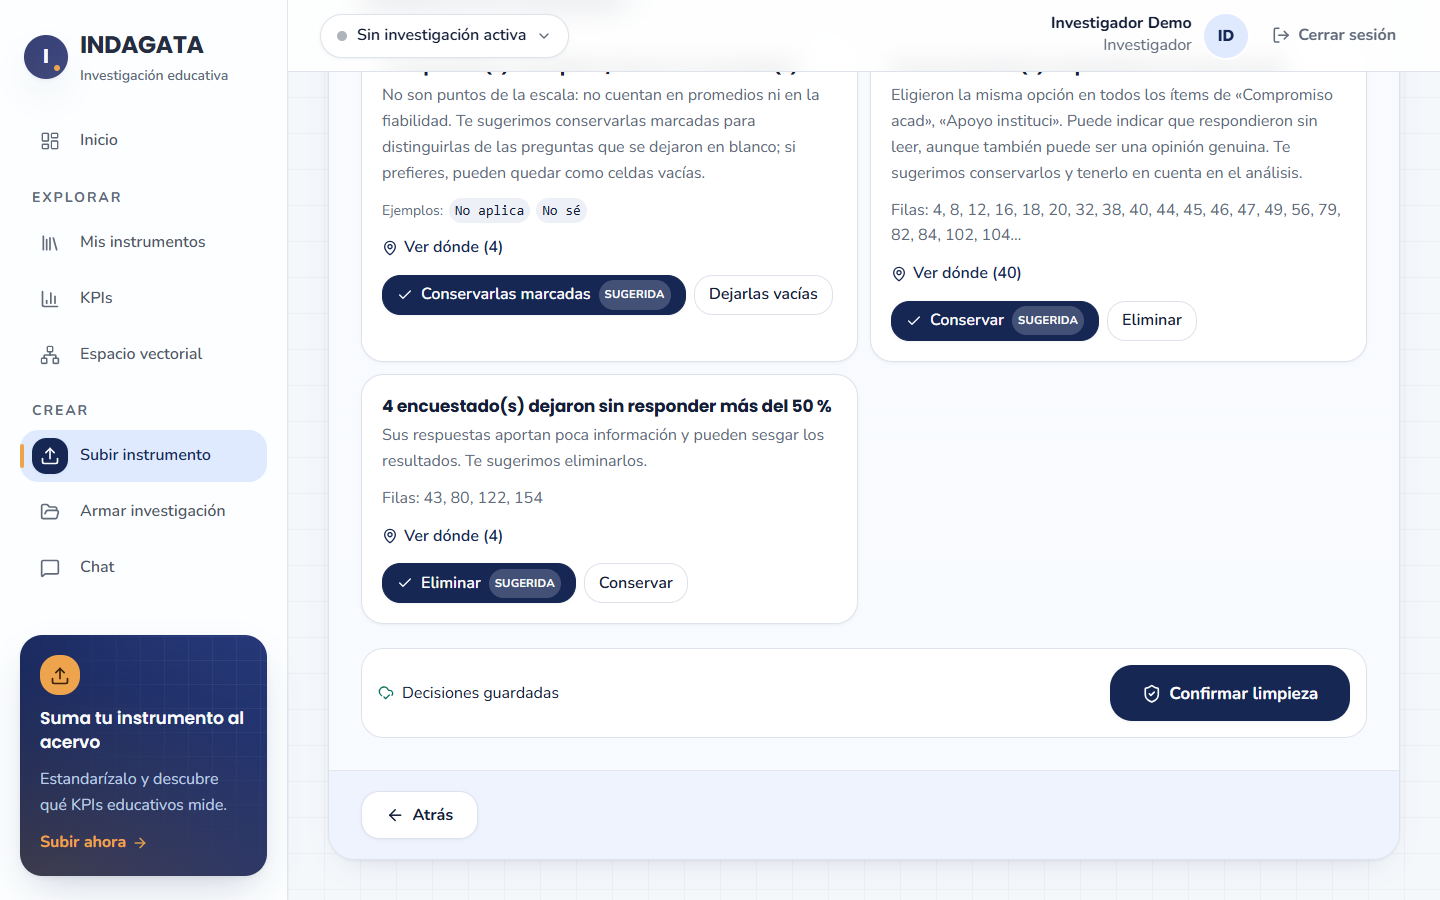 INDAGATA
Investigación educativa
Inicio
EXPLORAR
Mis instrumentos
KPIs
Espacio vectorial
CREAR
Subir instrumento
Armar investigación
Chat
Suma tu instrumento al
acervo
Estandarízalo y descubre
qué KPIs educativos mide.
Subir ahora →
Sin investigación activa
Investigador Demo
Investigador
ID
Cerrar sesión
No son puntos de la escala: no cuentan en promedios ni en la
fiabilidad. Te sugerimos conservarlas marcadas para
distinguirlas de las preguntas que se dejaron en blanco; si
prefieres, pueden quedar como celdas vacías.
Ejemplos: No aplica No sé
Ver dónde (4)
Conservarlas marcadas SUGERIDA Dejarlas vacías
Eligieron la misma opción en todos los ítems de «Compromiso
acad», «Apoyo instituci». Puede indicar que respondieron sin
leer, aunque también puede ser una opinión genuina. Te
sugerimos conservarlos y tenerlo en cuenta en el análisis.
Filas: 4, 8, 12, 16, 18, 20, 32, 38, 40, 44, 45, 46, 47, 49, 56, 79,
82, 84, 102, 104…
Ver dónde (40)
Conservar SUGERIDA Eliminar
4 encuestado(s) dejaron sin responder más del 50 %
Sus respuestas aportan poca información y pueden sesgar los
resultados. Te sugerimos eliminarlos.
Filas: 43, 80, 122, 154
Ver dónde (4)
Eliminar SUGERIDA Conservar
Decisiones guardadas
Confirmar limpieza
← Atrás